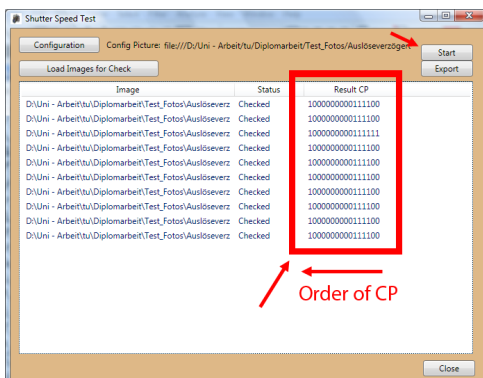 Shutter Speed Test
Configuration Config Picture: file:///D:/Uni - Arbeit/tu/Diplomarbeit/Test_Fotos/Auslöseverzöger
Start
Load Images for Check Export
Image Status Result CP
D:\Uni - Arbeit\tu\Diplomarbeit\Test_Fotos\Auslöseverz Checked 1000000000111100
D:\Uni - Arbeit\tu\Diplomarbeit\Test_Fotos\Auslöseverz Checked 1000000000111100
D:\Uni - Arbeit\tu\Diplomarbeit\Test_Fotos\Auslöseverz Checked 1000000000111111
D:\Uni - Arbeit\tu\Diplomarbeit\Test_Fotos\Auslöseverz Checked 1000000000111100
D:\Uni - Arbeit\tu\Diplomarbeit\Test_Fotos\Auslöseverz Checked 1000000000111100
D:\Uni - Arbeit\tu\Diplomarbeit\Test_Fotos\Auslöseverz Checked 1000000000111100
D:\Uni - Arbeit\tu\Diplomarbeit\Test_Fotos\Auslöseverz Checked 1000000000111100
D:\Uni - Arbeit\tu\Diplomarbeit\Test_Fotos\Auslöseverz Checked 1000000000111100
D:\Uni - Arbeit\tu\Diplomarbeit\Test_Fotos\Auslöseverz Checked 1000000000111100
D:\Uni - Arbeit\tu\Diplomarbeit\Test_Fotos\Auslöseverz Checked 1000000000111100
Order of CP
Close